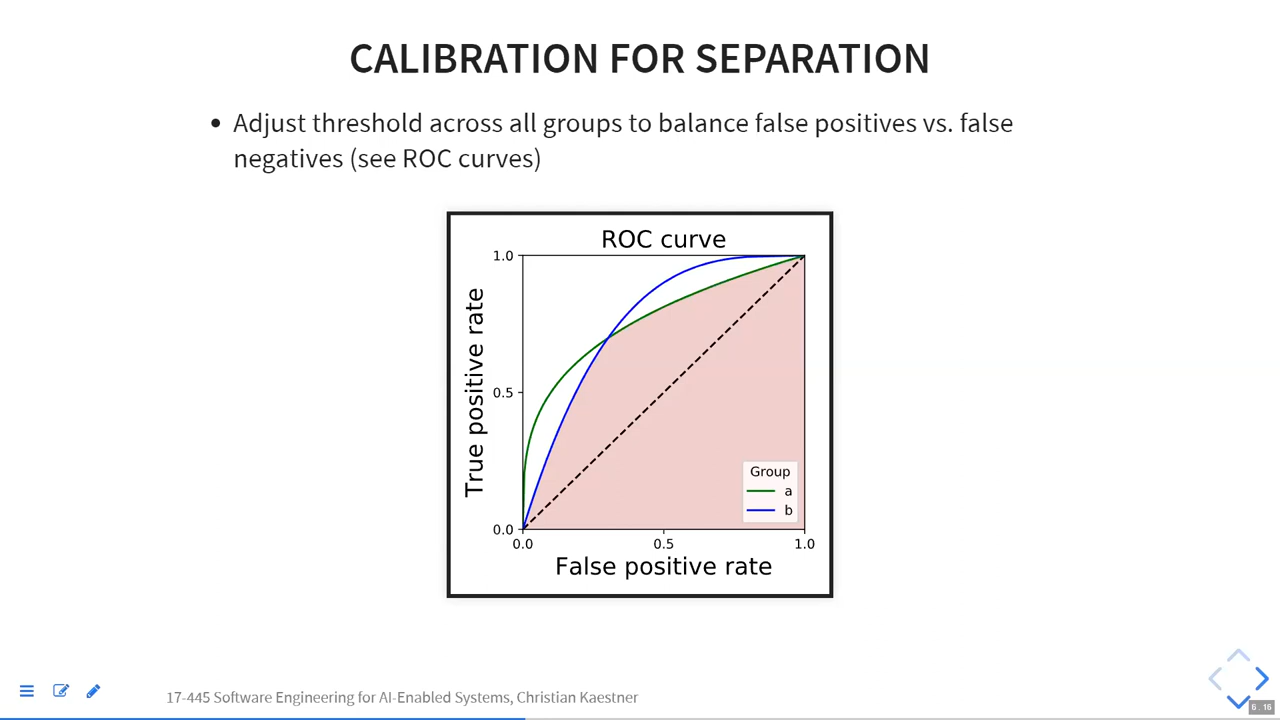 CALIBRATION FOR SEPARATION
Adjust threshold across all groups to balance false positives vs. false
negatives (see ROC curves)
ROC curve
True positive rate
1.0
0.5
0.0
0.0 0.5 1.0
False positive rate
Group
a
b
17-445 Software Engineering for AI-Enabled Systems, Christian Kaestner
6 . 16